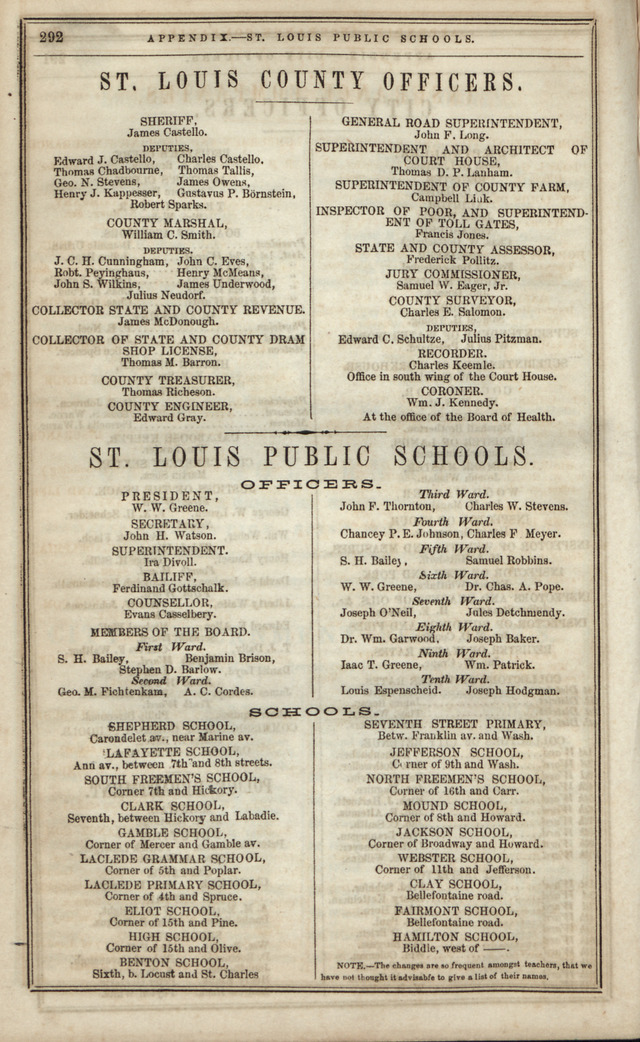 292 APPENDIX.—ST. LOUIS PUBLIC SCHOOLS.
ST. LOUIS COUNTY OFFICERS.
SHERIFF,
James Castello.
DEPUTIES,
Edward J. Castello, Charles Castello.
Thomas Chadbourne, Thomas Tallis,
Geo. N. Stevens, James Owens,
Henry J. Kappesser, Gustavus P. Börnstein,
Robert Sparks.
COUNTY MARSHAL,
William C. Smith.
DEPUTIES.
J. C. H. Cunningham, John C. Eves,
Robt. Peyinghaus, Henry McMeans,
John S. Wilkins, James Underwood,
Julius Neudorf.
COLLECTOR STATE AND COUNTY REVENUE.
James McDonough.
COLLECTOR OF STATE AND COUNTY DRAM
SHOP LICENSE,
Thomas M. Barron.
COUNTY TREASURER,
Thomas Richeson.
COUNTY ENGINEER,
Edward Gray.
GENERAL ROAD SUPERINTENDENT,
John F. Long.
SUPERINTENDENT AND ARCHITECT OF
COURT HOUSE,
Thomas D. P. Lanham.
SUPERINTENDENT OF COUNTY FARM,
Campbell Link.
INSPECTOR OF POOR, AND SUPERINTEND-
ENT OF TOLL GATES,
Francis Jones.
STATE AND COUNTY ASSESSOR,
Frederick Pollitz.
JURY COMMISSIONER,
Samuel W. Eager, Jr.
COUNTY SURVEYOR,
Charles E. Salomon.
DEPUTIES,
Edward C. Schultze, Julius Pitzman.
RECORDER.
Charles Keemle.
Office in south wing of the Court House.
CORONER.
Wm. J. Kennedy.
At the office of the Board of Health.
ST. LOUIS PUBLIC SCHOOLS.
OFFICERS.
PRESIDENT,
W. W. Greene.
SECRETARY,
John H. Watson.
SUPERINTENDENT.
Ira Divoll.
BAILIFF,
Ferdinand Gottschalk.
COUNSELLOR,
Evans Casselbery.
MEMBERS OF THE BOARD.
First Ward.
S. H. Bailey, Benjamin Brison,
Stephen D. Barlow.
Second Ward.
Geo. M. Fichtenkam, A. C. Cordes.
Third Ward.
John F. Thornton, Charles W. Stevens.
Fourth Ward.
Chancey P. E. Johnson, Charles F Meyer.
Fifth Ward.
S. H. Bailey, Samuel Robbins.
Sixth Ward.
W. W. Greene, Dr. Chas. A. Pope.
Seventh Ward.
Joseph O'Neil, Jules Detchmendy.
Eighth Ward.
Dr. Wm. Garwood, Joseph Baker.
Ninth Ward.
Isaac T. Greene, Wm. Patrick.
Tenth Ward.
Louis Espenscheid. Joseph Hodgman.
SCHOOLS.
SHEPHERD SCHOOL,
Carondelet av., near Marine av.
LAFAYETTE SCHOOL,
Ann av., between 7th and 8th streets.
SOUTH FREEMEN'S SCHOOL,
Corner 7th and Hickory.
CLARK SCHOOL,
Seventh, between Hickory and Labadie.
GAMBLE SCHOOL,
Corner of Mercer and Gamble av.
LACLEDE GRAMMAR SCHOOL,
Corner of 5th and Poplar.
LACLEDE PRIMARY SCHOOL,
Corner of 4th and Spruce.
ELIOT SCHOOL,
Corner of 15th and Pine.
HIGH SCHOOL,
Corner of 15th and Olive.
BENTON SCHOOL,
Sixth, b. Locust and St. Charles
SEVENTH STREET PRIMARY,
Betw. Franklin av. and Wash.
JEFFERSON SCHOOL,
Corner of 9th and Wash.
NORTH FREEMEN'S SCHOOL,
Corner of 16th and Carr.
MOUND SCHOOL,
Corner of 8th and Howard.
JACKSON SCHOOL,
Corner of Broadway and Howard.
WEBSTER SCHOOL,
Corner of 11th and Jefferson.
CLAY SCHOOL,
Bellefontaine road.
FAIRMONT SCHOOL,
Bellefontaine road.
HAMILTON SCHOOL,
Biddie, west of ——.
NOTE.—The changes are so frequent amongst teachers, that we
have not thought it advisable to give a list of their names.